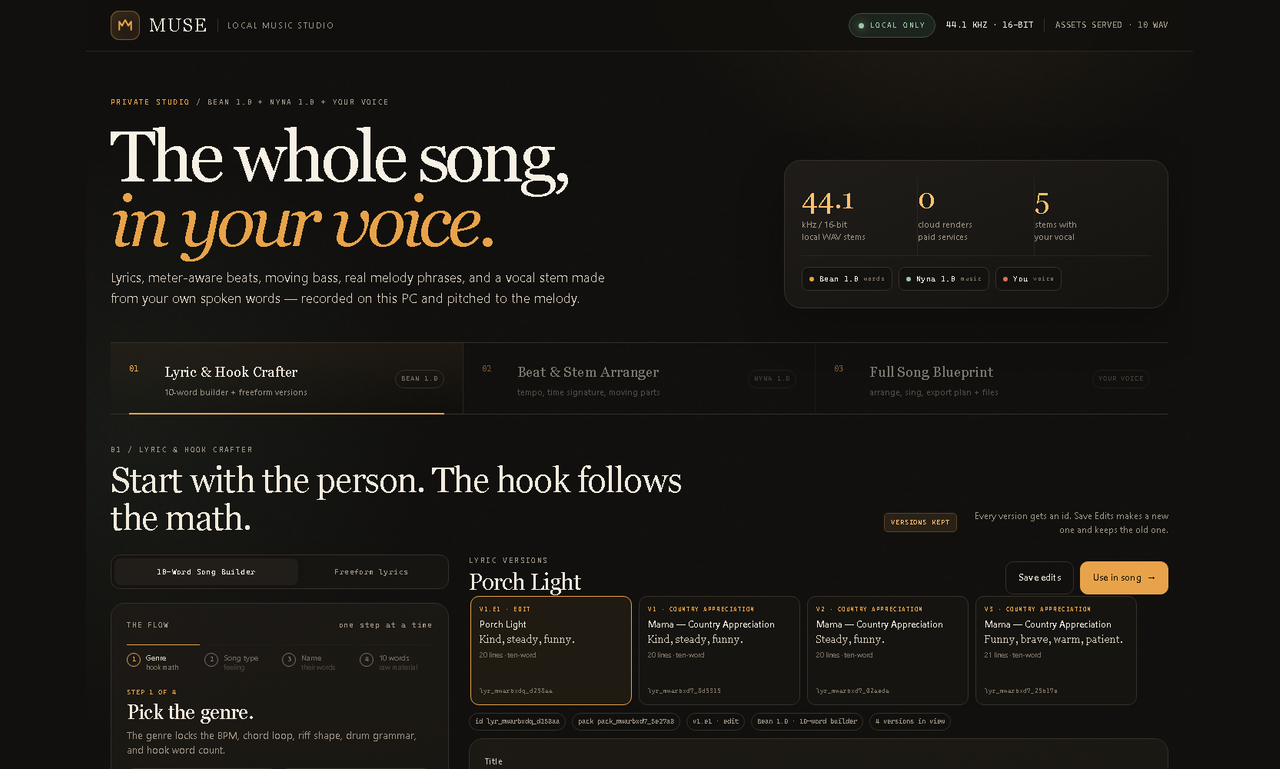 MUSE
LOCAL MUSIC STUDIO
LOCAL ONLY
44.1 KHZ · 16-BIT
ASSETS SERVED · 10 WAV
PRIVATE STUDIO / BEAN 1.0 + NYNA 1.0 + YOUR VOICE
The whole song,
in your voice.
Lyrics, meter-aware beats, moving bass, real melody phrases, and a vocal stem made
from your own spoken words — recorded on this PC and pitched to the melody.
44.1
kHz / 16-bit
local WAV stems
0
cloud renders
paid services
5
stems with
your vocal
Bean 1.0 words
Nyna 1.0 music
You voice
01
Lyric & Hook Crafter
10-word builder + freeform versions
BEAN 1.0
02
Beat & Stem Arranger
tempo, time signature, moving parts
NYNA 1.0
03
Full Song Blueprint
arrange, sing, export plan + files
YOUR VOICE
01 / LYRIC & HOOK CRAFTER
Start with the person. The hook follows
the math.
VERSIONS KEPT
Every version gets an id. Save Edits makes a new
one and keeps the old one.
10-Word Song Builder
Freeform lyrics
THE FLOW
one step at a time
1 Genre
hook math
2 Song type
feeling
3 Name
their words
4 10 words
raw material
STEP 1 OF 4
Pick the genre.
The genre locks the BPM, chord loop, riff shape, drum grammar,
and hook word count.
LYRIC VERSIONS
Porch Light
Save edits
Use in song →
V1.E1 · EDIT
Porch Light
Kind, steady, funny.
20 lines · ten-word
V1 · COUNTRY APPRECIATION
Mama — Country Appreciation
Kind, steady, funny.
20 lines · ten-word
V2 · COUNTRY APPRECIATION
Mama — Country Appreciation
Steady, funny.
20 lines · ten-word
V3 · COUNTRY APPRECIATION
Mama — Country Appreciation
Funny, brave, warm, patient.
21 lines · ten-word
v1.e1 · edit
Bean 1.0 · 10-word builder
4 versions in view
Title